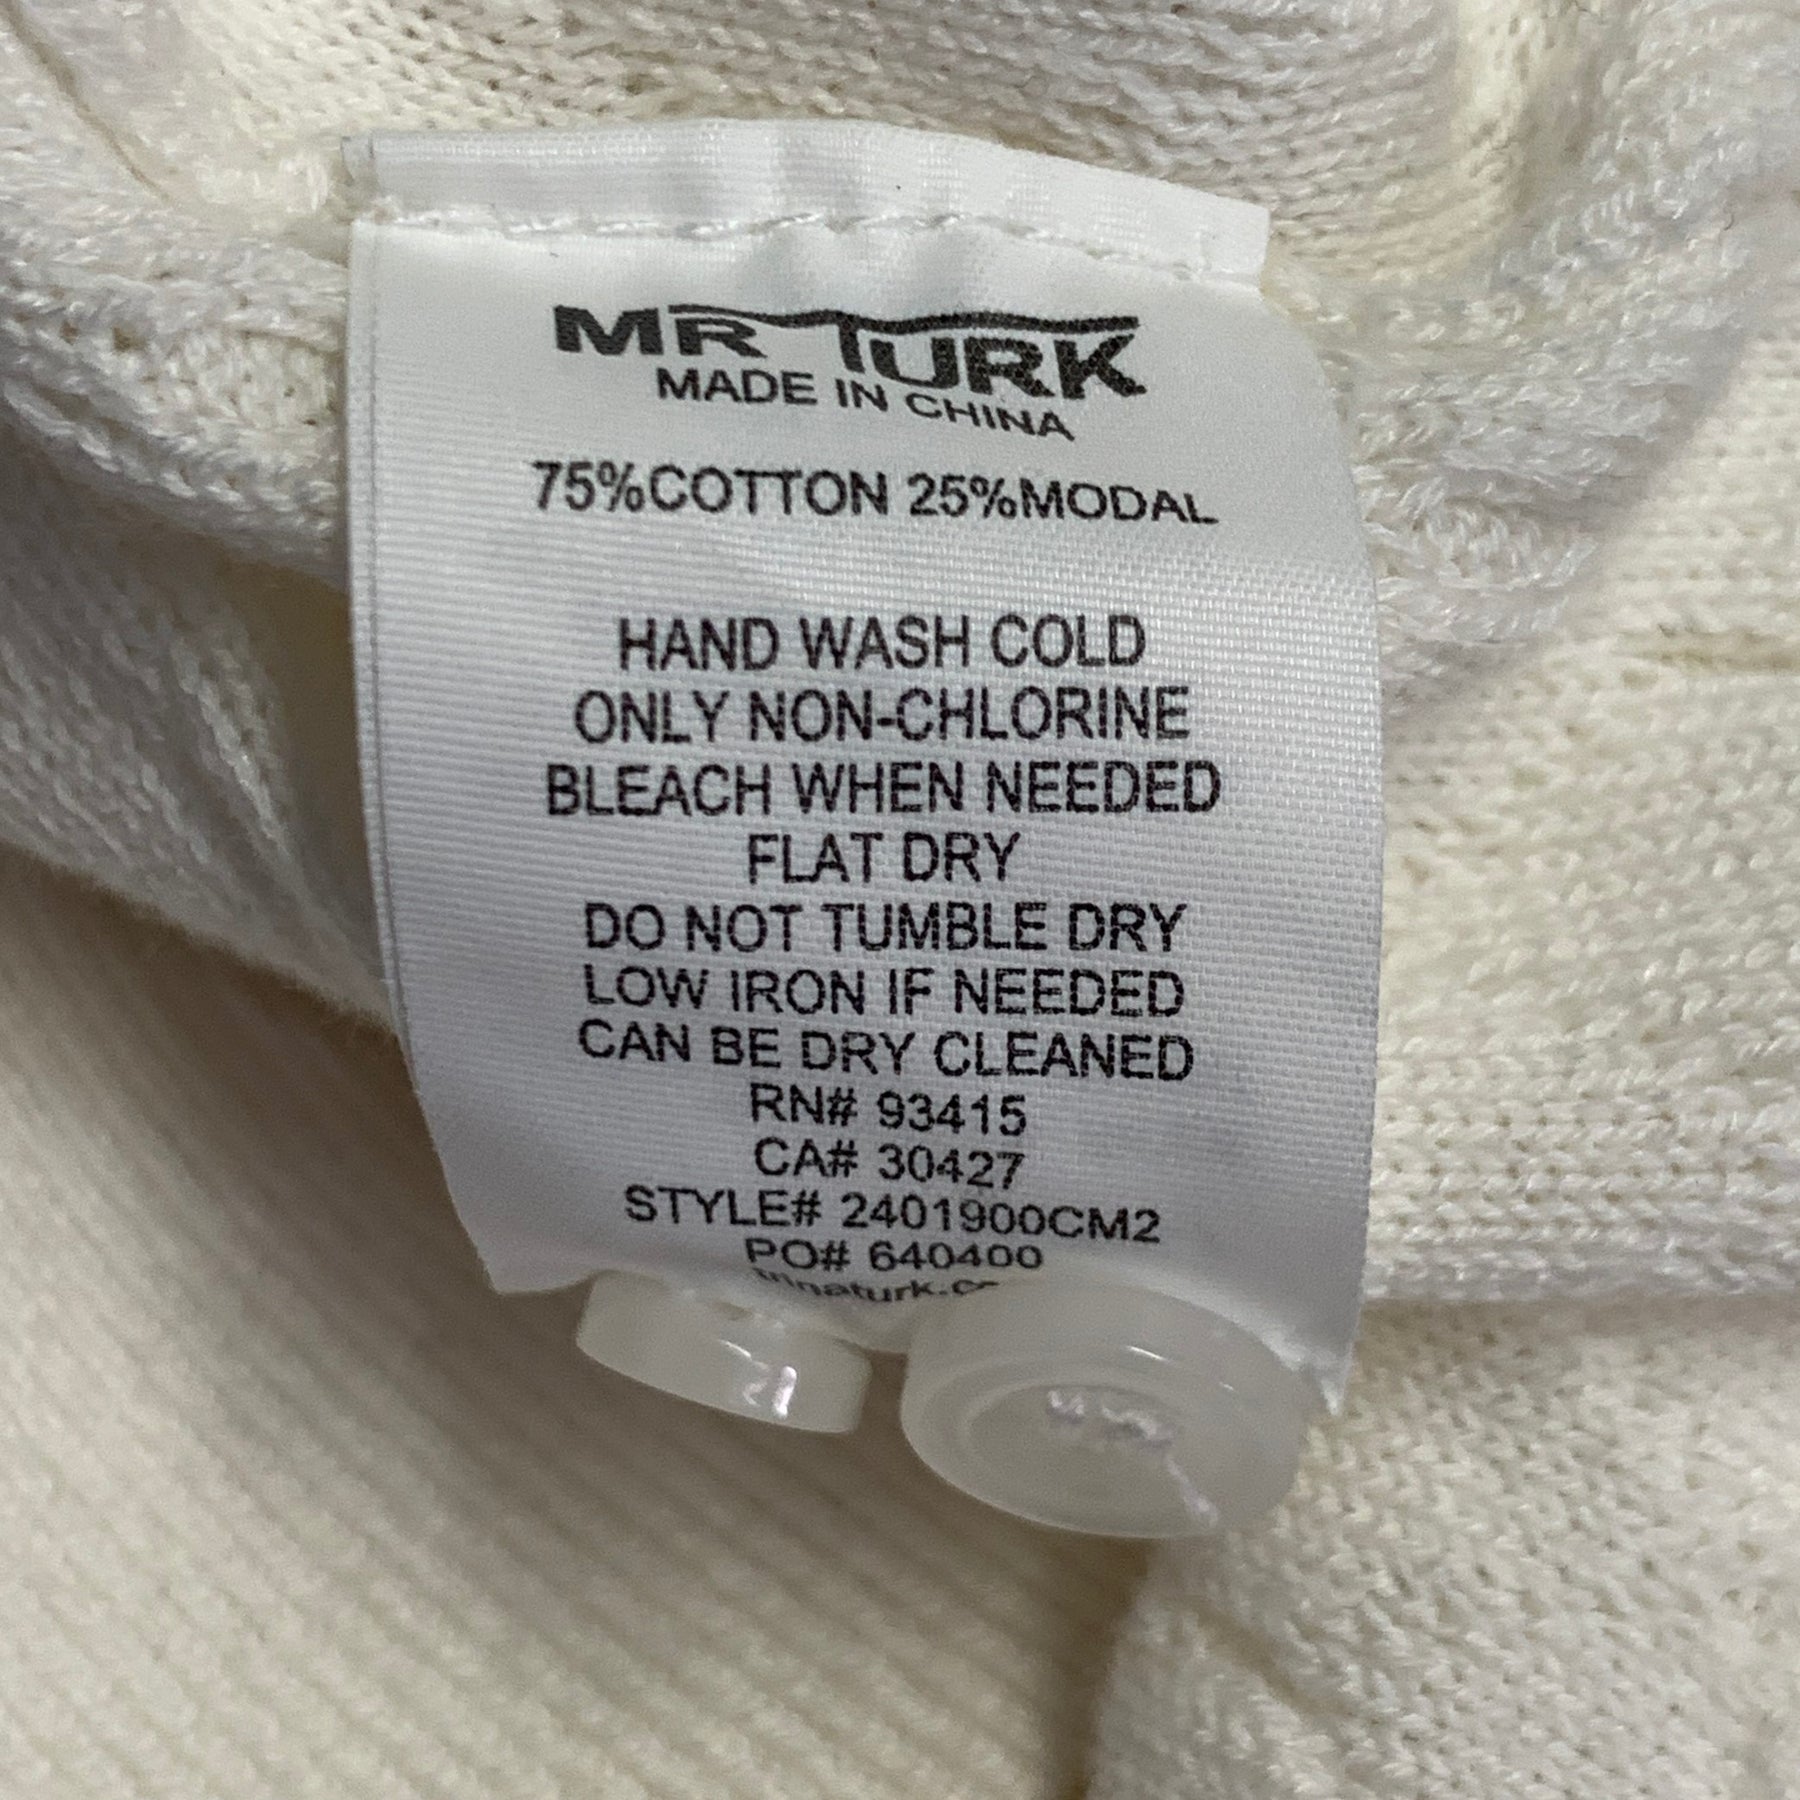 MR TURK
MADE IN CHINA
75%COTTON 25%MODAL
HAND WASH COLD
ONLY NON-CHLORINE
BLEACH WHEN NEEDED
FLAT DRY
DO NOT TUMBLE DRY
LOW IRON IF NEEDED
CAN BE DRY CLEANED
RN# 93415
CA# 30427
STYLE# 2401900CM2
PO# 640400